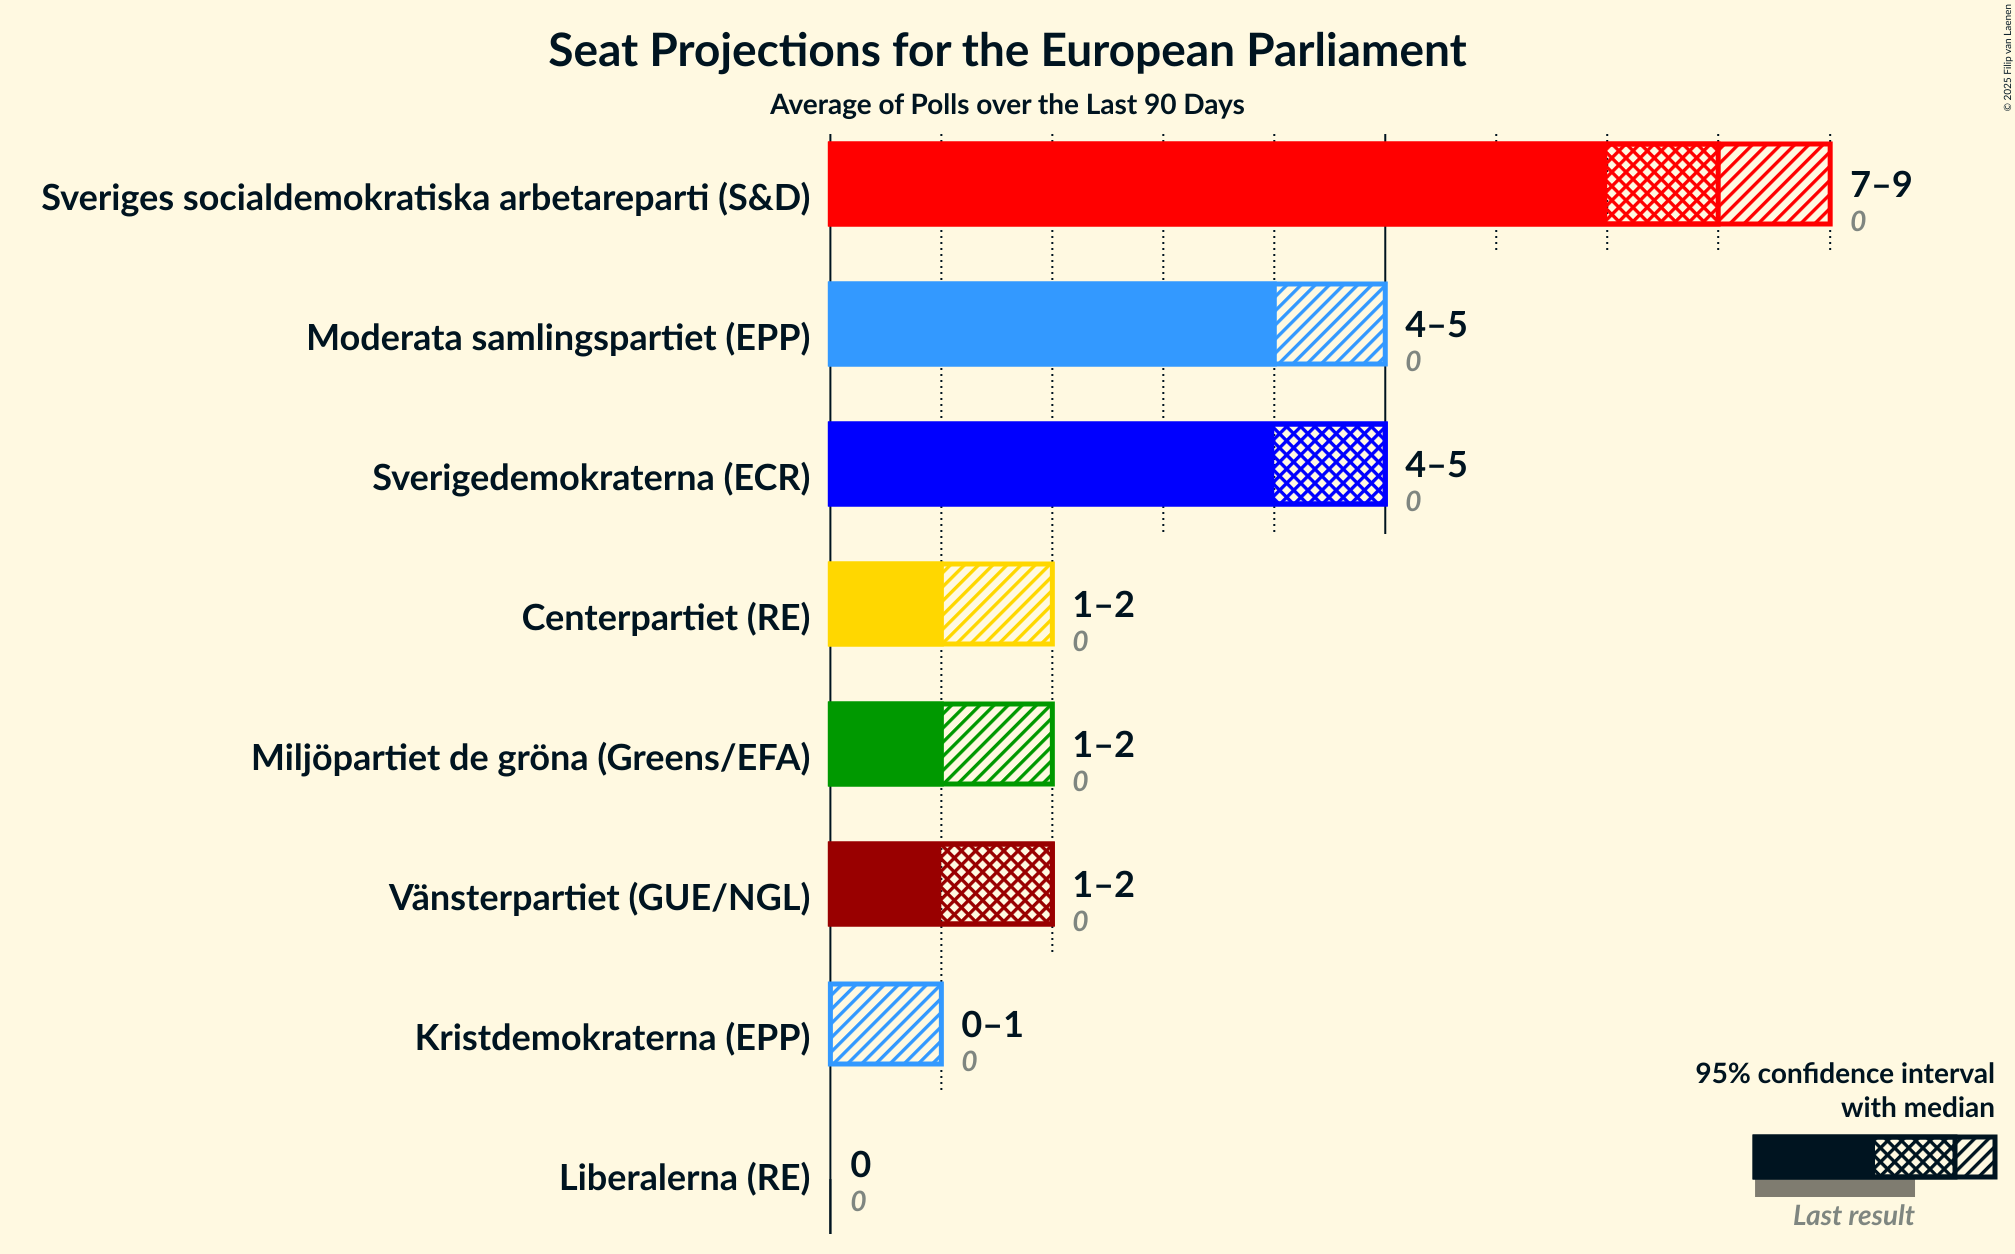 Seat Projections for the European Parliament
Average of Polls over the Last 90 Days
© 2025 Filip van Laenen
Sveriges socialdemokratiska arbetareparti (S&D)
7–9
0
Moderata samlingspartiet (EPP)
4–5
0
Sverigedemokraterna (ECR)
4–5
0
Centerpartiet (RE)
1–2
0
Miljöpartiet de gröna (Greens/EFA)
1–2
0
Vänsterpartiet (GUE/NGL)
1–2
0
Kristdemokraterna (EPP)
0–1
0
Liberalerna (RE)
0
0
95% confidence interval
with median
Last result